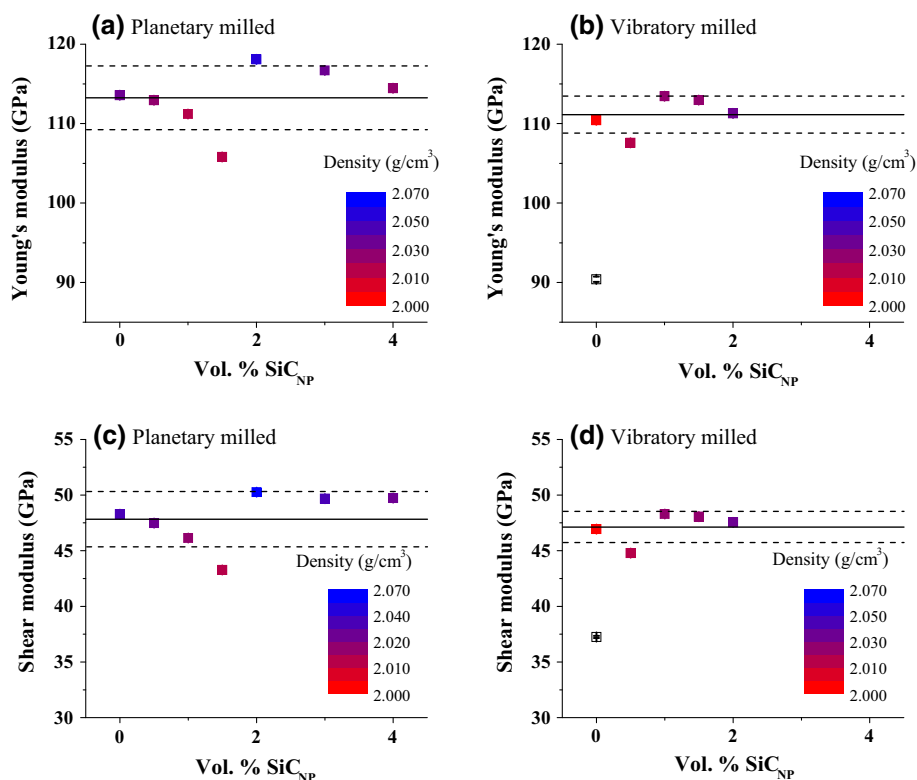 (a) Planetary milled
120
110
100
90
Young's modulus (GPa)
Density (g/cm³)
2.070
2.050
2.030
2.010
2.000
0 2 4
Vol. % SiC_NP
(b) Vibratory milled
120
110
100
90
Young's modulus (GPa)
Density (g/cm³)
2.070
2.050
2.030
2.010
2.000
0 2 4
Vol. % SiC_NP
(c) Planetary milled
55
50
45
40
35
30
Shear modulus (GPa)
Density (g/cm³)
2.070
2.040
2.020
2.010
2.000
0 2 4
Vol. % SiC_NP
(d) Vibratory milled
55
50
45
40
35
30
Shear modulus (GPa)
Density (g/cm³)
2.070
2.050
2.030
2.010
2.000
0 2 4
Vol. % SiC_NP